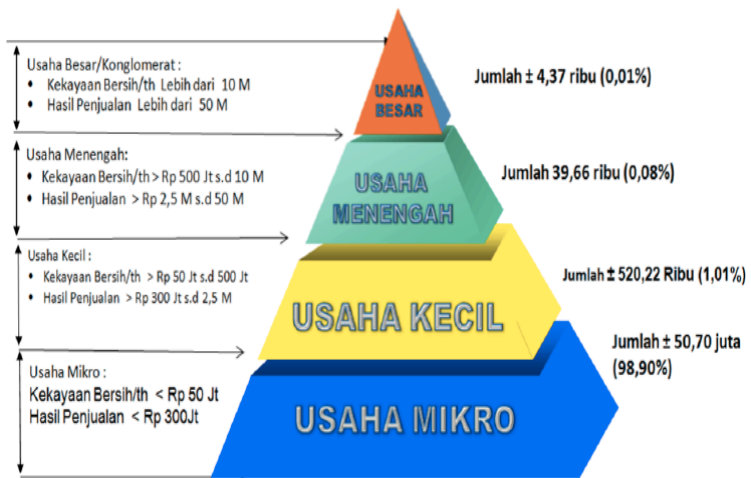 Usaha Besar/Konglomerat :
• Kekayaan Bersih/th Lebih dari 10 M
• Hasil Penjualan Lebih dari 50 M
USAHA
BESAR
Jumlah ± 4,37 ribu (0,01%)
Usaha Menengah:
• Kekayaan Bersih/th > Rp 500 Jt s.d 10 M
• Hasil Penjualan > Rp 2,5 M s.d 50 M
USAHA
MENENGAH
Jumlah 39,66 ribu (0,08%)
Usaha Kecil :
• Kekayaan Bersih/th > Rp 50 Jt s.d 500 Jt
• Hasil Penjualan > Rp 300 Jt s.d 2,5 M
USAHA KECIL
Jumlah ± 520,22 Ribu (1,01%)
Usaha Mikro :
Kekayaan Bersih/th < Rp 50 Jt
Hasil Penjualan < Rp 300Jt
USAHA MIKRO
Jumlah ± 50,70 juta
(98,90%)